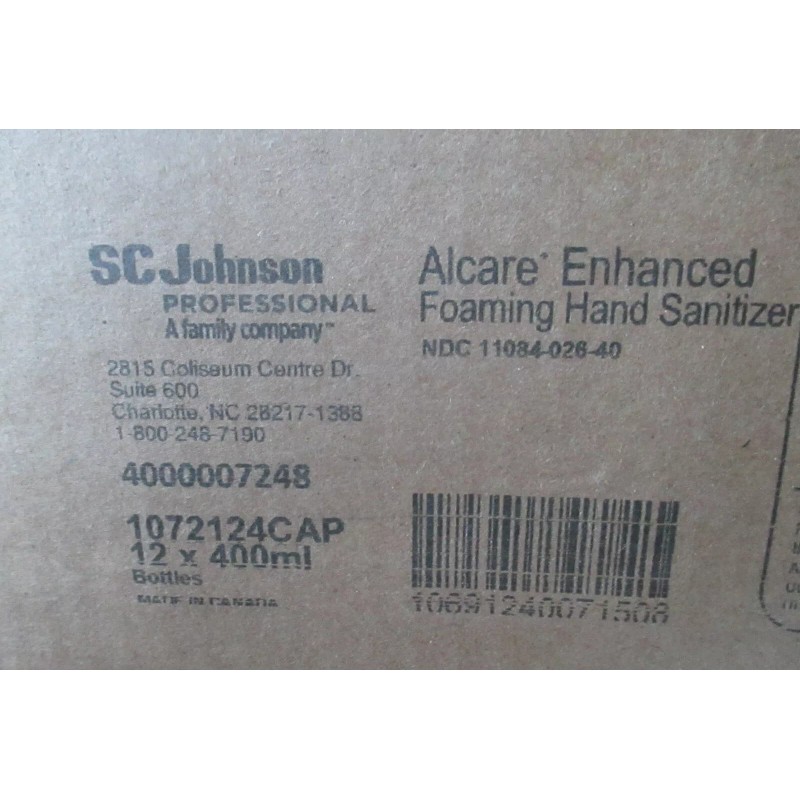 SC Johnson
PROFESSIONAL
A family company™
2815 Coliseum Centre Dr.
Suite 600
Charlotte, NC 28217-1388
1-800-248-7190
4000007248
1072124CAP
12 x 400ml
Bottles
MADE IN CANADA
Alcare® Enhanced
Foaming Hand Sanitizer
NDC 11084-026-40
10691240071508